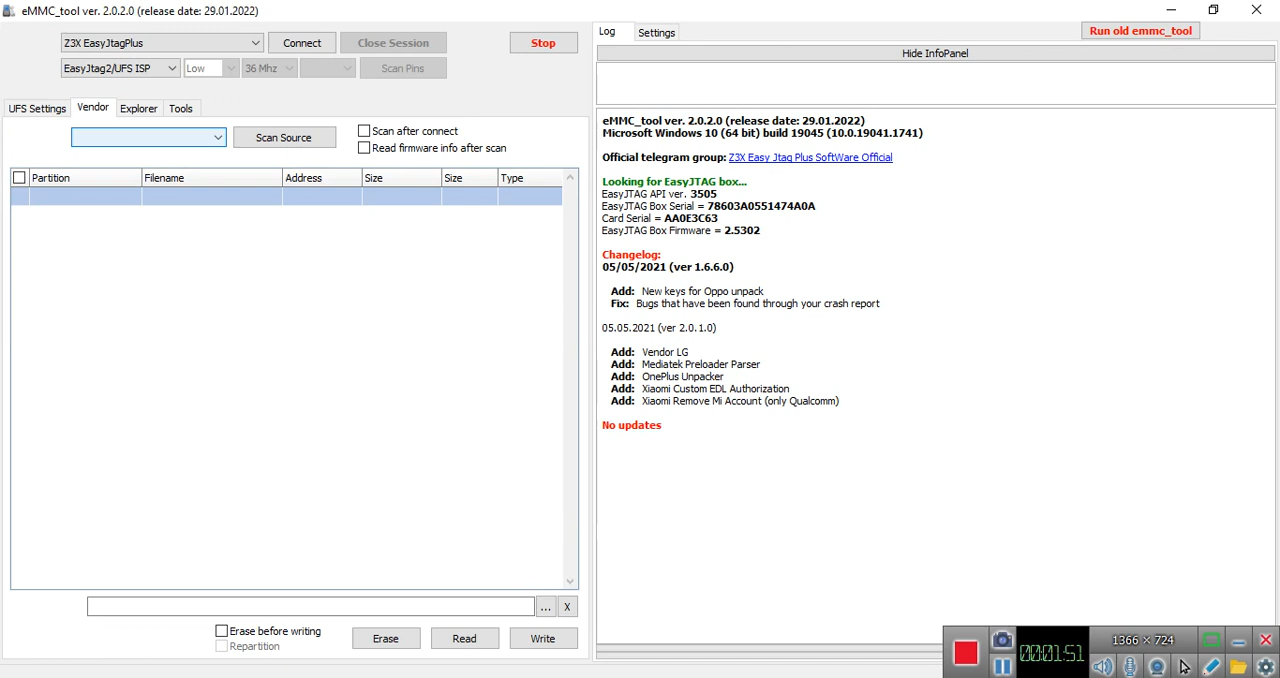 eMMC_tool ver. 2.0.2.0 (release date: 29.01.2022)
Z3X EasyJtagPlus
Connect
Close Session
Stop
EasyJtag2/UFS ISP
Low
36 Mhz
Scan Pins
UFS Settings
Vendor
Explorer
Tools
Scan Source
Scan after connect
Read firmware info after scan
Partition
Filename
Address
Size
Size
Type
...
X
Erase before writing
Repartition
Erase
Read
Write
Log
Settings
Run old emmc_tool
Hide InfoPanel
eMMC_tool ver. 2.0.2.0 (release date: 29.01.2022)
Microsoft Windows 10 (64 bit) build 19045 (10.0.19041.1741)
Official telegram group: Z3X Easy Jtag Plus SoftWare Official
Looking for EasyJTAG box...
EasyJTAG API ver. 3505
EasyJTAG Box Serial = 78603A0551474A0A
Card Serial = AA0E3C63
EasyJTAG Box Firmware = 2.5302
Changelog:
05/05/2021 (ver 1.6.6.0)
Add: New keys for Oppo unpack
Fix: Bugs that have been found through your crash report
05.05.2021 (ver 2.0.1.0)
Add: Vendor LG
Add: Mediatek Preloader Parser
Add: OnePlus Unpacker
Add: Xiaomi Custom EDL Authorization
Add: Xiaomi Remove Mi Account (only Qualcomm)
No updates
00:01:51
1366 × 724